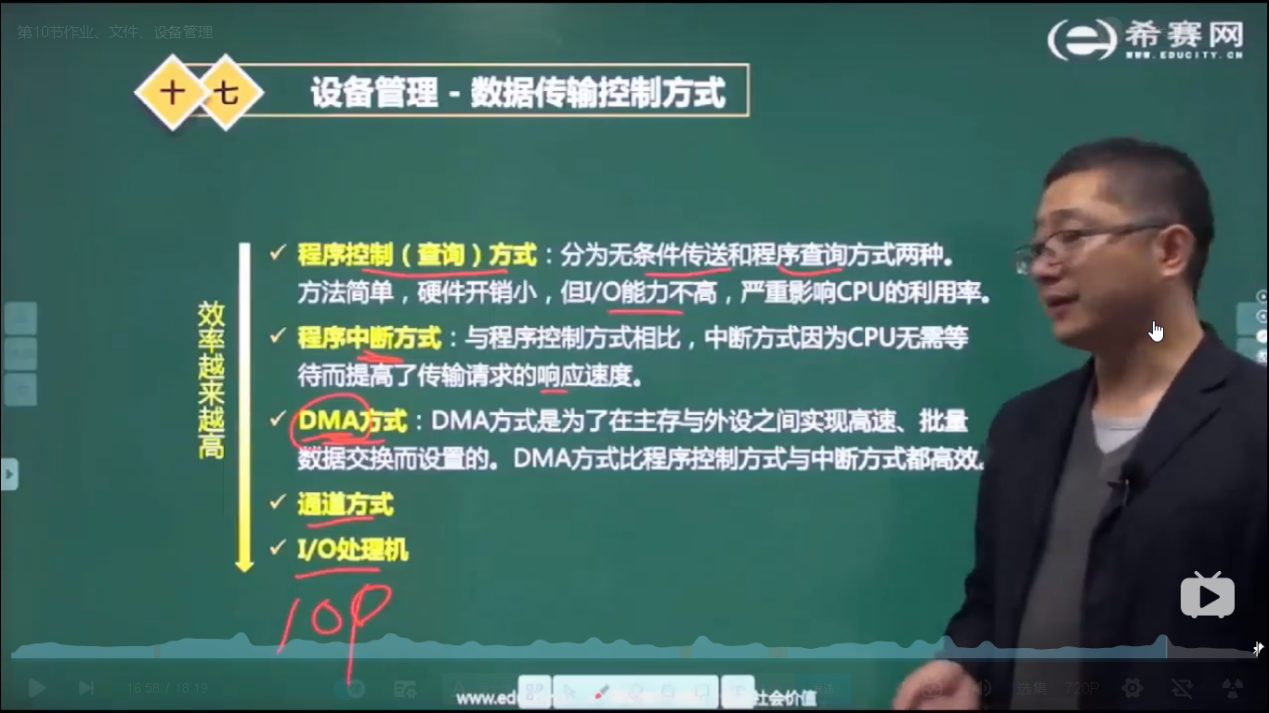 第10节作业、文件、设备管理
希赛网
WWW.EDUCITY.CN
十七 设备管理 - 数据传输控制方式
效率越来越高
✓ 程序控制（查询）方式：分为无条件传送和程序查询方式两种。
方法简单，硬件开销小，但I/O能力不高，严重影响CPU的利用率。
✓ 程序中断方式：与程序控制方式相比，中断方式因为CPU无需等
待而提高了传输请求的响应速度。
✓ DMA方式：DMA方式是为了在主存与外设之间实现高速、批量
数据交换而设置的。DMA方式比程序控制方式与中断方式都高效。
✓ 通道方式
✓ I/O处理机
IOP
16:58 / 18:19
选集
720P
www.edu
社会价值